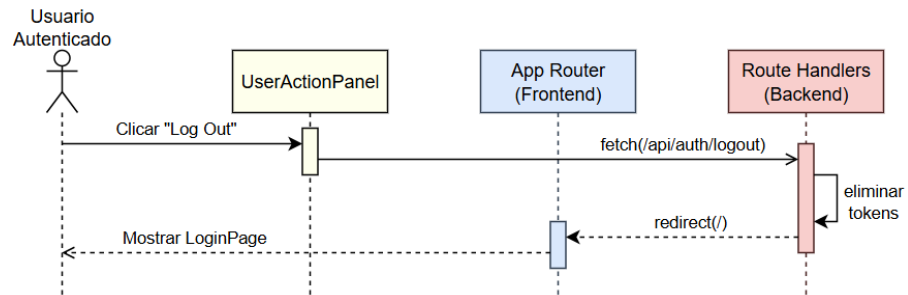 Usuario
Autenticado
UserActionPanel
App Router
(Frontend)
Route Handlers
(Backend)
Clicar "Log Out"
fetch(/api/auth/logout)
eliminar
tokens
redirect(/)
Mostrar LoginPage